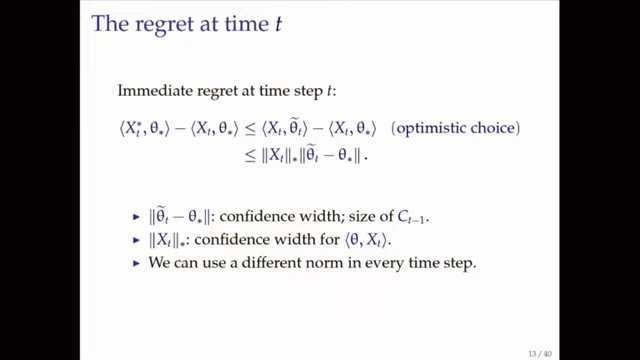 The regret at time t
Immediate regret at time step t:
⟨X*ₜ, θ₊⟩ − ⟨Xₜ, θ₊⟩ ≤ ⟨Xₜ, θ̃ₜ⟩ − ⟨Xₜ, θ₊⟩ (optimistic choice)
≤ ‖Xₜ‖₊‖θ̃ₜ − θ₊‖ .
▸ ‖θ̃ₜ − θ₊‖: confidence width; size of Cₜ₋₁.
▸ ‖Xₜ‖₊: confidence width for ⟨θ, Xₜ⟩.
▸ We can use a different norm in every time step.
13 / 40